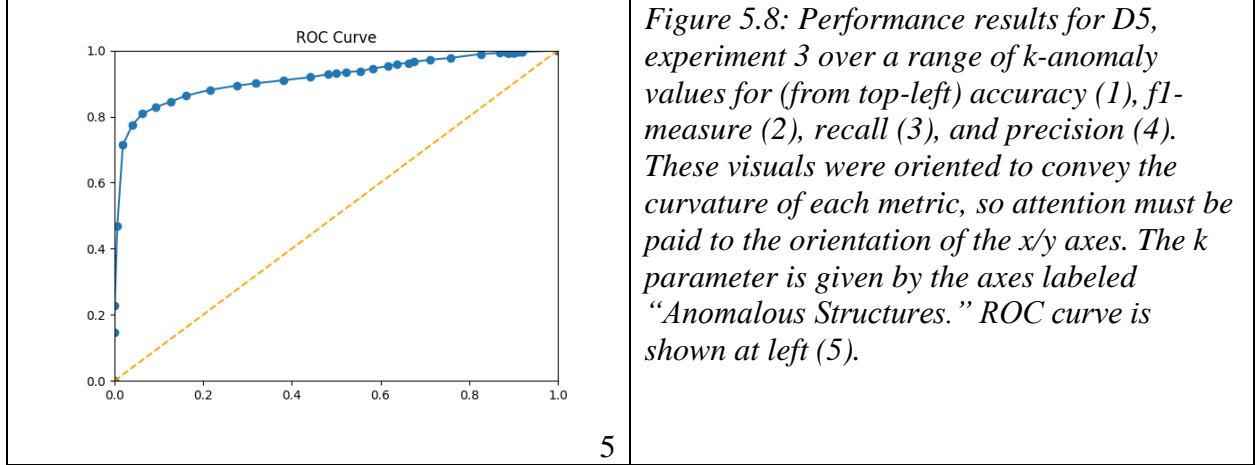 ROC Curve
1.0
0.8
0.6
0.4
0.2
0.0
0.0 0.2 0.4 0.6 0.8 1.0
5
Figure 5.8: Performance results for D5,
experiment 3 over a range of k-anomaly
values for (from top-left) accuracy (1), f1-
measure (2), recall (3), and precision (4).
These visuals were oriented to convey the
curvature of each metric, so attention must be
paid to the orientation of the x/y axes. The k
parameter is given by the axes labeled
“Anomalous Structures.” ROC curve is
shown at left (5).